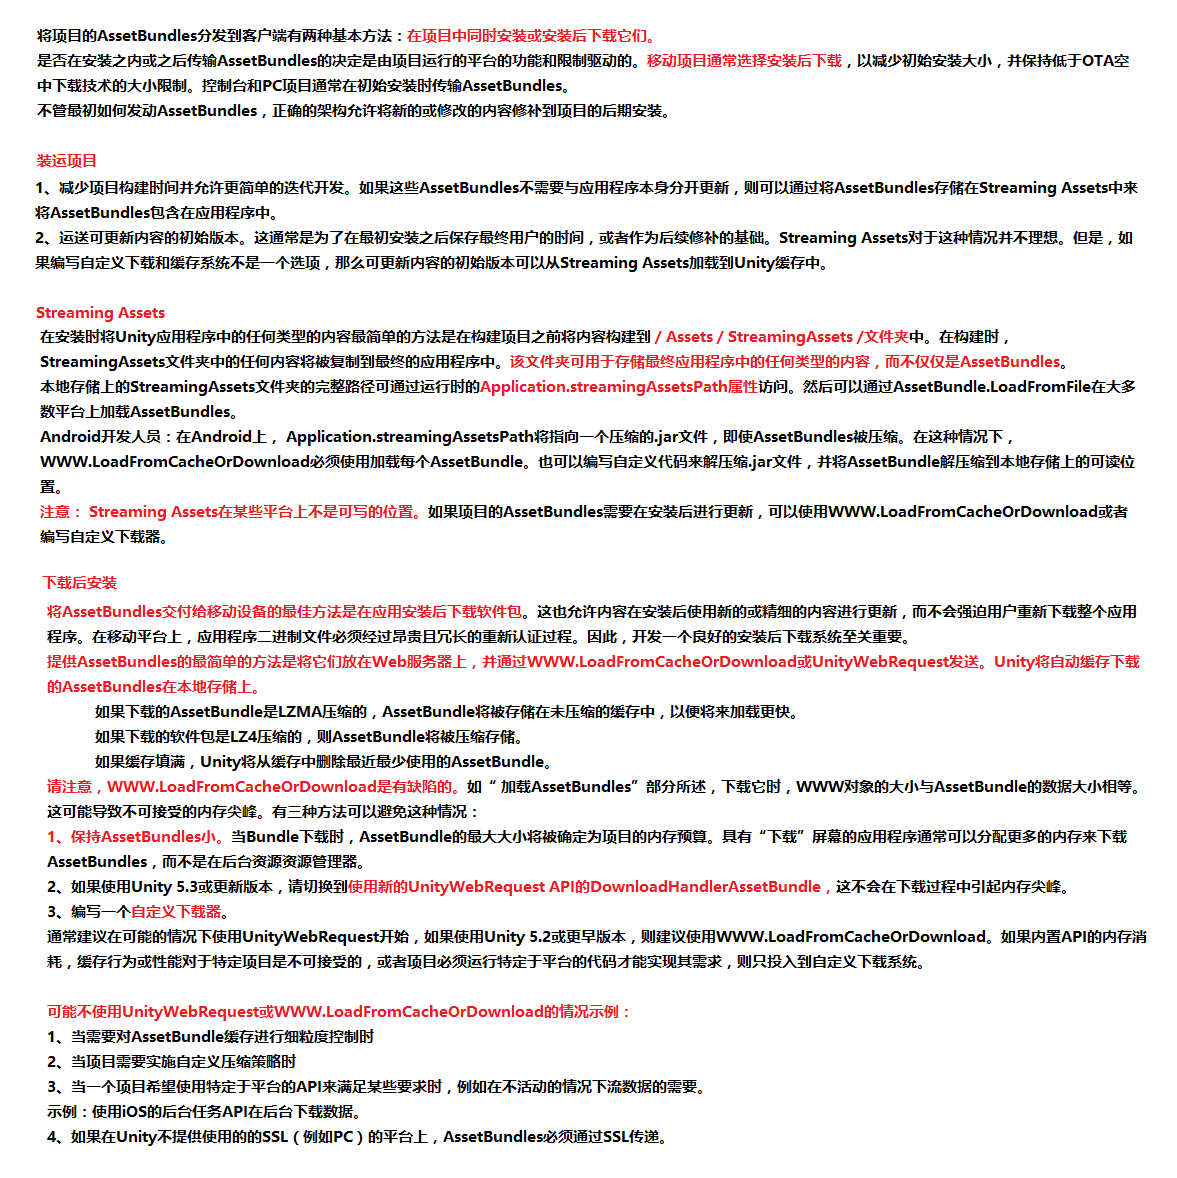 将项目的AssetBundles分发到客户端有两种基本方法：在项目中同时安装或安装后下载它们。
是否在安装之内或之后传输AssetBundles的决定是由项目运行的平台的功能和限制驱动的。移动项目通常选择安装后下载，以减少初始安装大小，并保持低于OTA空
中下载技术的大小限制。控制台和PC项目通常在初始安装时传输AssetBundles。
不管最初如何发动AssetBundles，正确的架构允许将新的或修改的内容修补到项目的后期安装。
装运项目
1、减少项目构建时间并允许更简单的迭代开发。如果这些AssetBundles不需要与应用程序本身分开更新，则可以通过将AssetBundles存储在Streaming Assets中来
将AssetBundles包含在应用程序中。
2、运送可更新内容的初始版本。这通常是为了在最初安装之后保存最终用户的时间，或者作为后续修补的基础。Streaming Assets对于这种情况并不理想。但是，如
果编写自定义下载和缓存系统不是一个选项，那么可更新内容的初始版本可以从Streaming Assets加载到Unity缓存中。
Streaming Assets
在安装时将Unity应用程序中的任何类型的内容最简单的方法是在构建项目之前将内容构建到 / Assets / StreamingAssets /文件夹中。在构建时，
StreamingAssets文件夹中的任何内容将被复制到最终的应用程序中。该文件夹可用于存储最终应用程序中的任何类型的内容，而不仅仅是AssetBundles。
本地存储上的StreamingAssets文件夹的完整路径可通过运行时的Application.streamingAssetsPath属性访问。然后可以通过AssetBundle.LoadFromFile在大多
数平台上加载AssetBundles。
Android开发人员：在Android上， Application.streamingAssetsPath将指向一个压缩的.jar文件，即使AssetBundles被压缩。在这种情况下，
WWW.LoadFromCacheOrDownload必须使用加载每个AssetBundle。也可以编写自定义代码来解压缩.jar文件，并将AssetBundle解压缩到本地存储上的可读位
置。
注意： Streaming Assets在某些平台上不是可写的位置。如果项目的AssetBundles需要在安装后进行更新，可以使用WWW.LoadFromCacheOrDownload或者
编写自定义下载器。
下载后安装
将AssetBundles交付给移动设备的最佳方法是在应用安装后下载软件包。这也允许内容在安装后使用新的或精细的内容进行更新，而不会强迫用户重新下载整个应用
程序。在移动平台上，应用程序二进制文件必须经过昂贵且冗长的重新认证过程。因此，开发一个良好的安装后下载系统至关重要。
提供AssetBundles的最简单的方法是将它们放在Web服务器上，并通过WWW.LoadFromCacheOrDownload或UnityWebRequest发送。Unity将自动缓存下载
的AssetBundles在本地存储上。
如果下载的AssetBundle是LZMA压缩的，AssetBundle将被存储在未压缩的缓存中，以便将来加载更快。
如果下载的软件包是LZ4压缩的，则AssetBundle将被压缩存储。
如果缓存填满，Unity将从缓存中删除最近最少使用的AssetBundle。
请注意，WWW.LoadFromCacheOrDownload是有缺陷的。如“ 加载AssetBundles”部分所述，下载它时，WWW对象的大小与AssetBundle的数据大小相等。
这可能导致不可接受的内存尖峰。有三种方法可以避免这种情况：
1、保持AssetBundles小。当Bundle下载时，AssetBundle的最大大小将被确定为项目的内存预算。具有“下载”屏幕的应用程序通常可以分配更多的内存来下载
AssetBundles，而不是在后台资源资源管理器。
2、如果使用Unity 5.3或更新版本，请切换到使用新的UnityWebRequest API的DownloadHandlerAssetBundle，这不会在下载过程中引起内存尖峰。
3、编写一个自定义下载器。
通常建议在可能的情况下使用UnityWebRequest开始，如果使用Unity 5.2或更早版本，则建议使用WWW.LoadFromCacheOrDownload。如果内置API的内存消
耗，缓存行为或性能对于特定项目是不可接受的，或者项目必须运行特定于平台的代码才能实现其需求，则只投入到自定义下载系统。
可能不使用UnityWebRequest或WWW.LoadFromCacheOrDownload的情况示例：
1、当需要对AssetBundle缓存进行细粒度控制时
2、当项目需要实施自定义压缩策略时
3、当一个项目希望使用特定于平台的API来满足某些要求时，例如在不活动的情况下流数据的需要。
示例：使用iOS的后台任务API在后台下载数据。
4、如果在Unity不提供使用的的SSL（例如PC）的平台上，AssetBundles必须通过SSL传递。